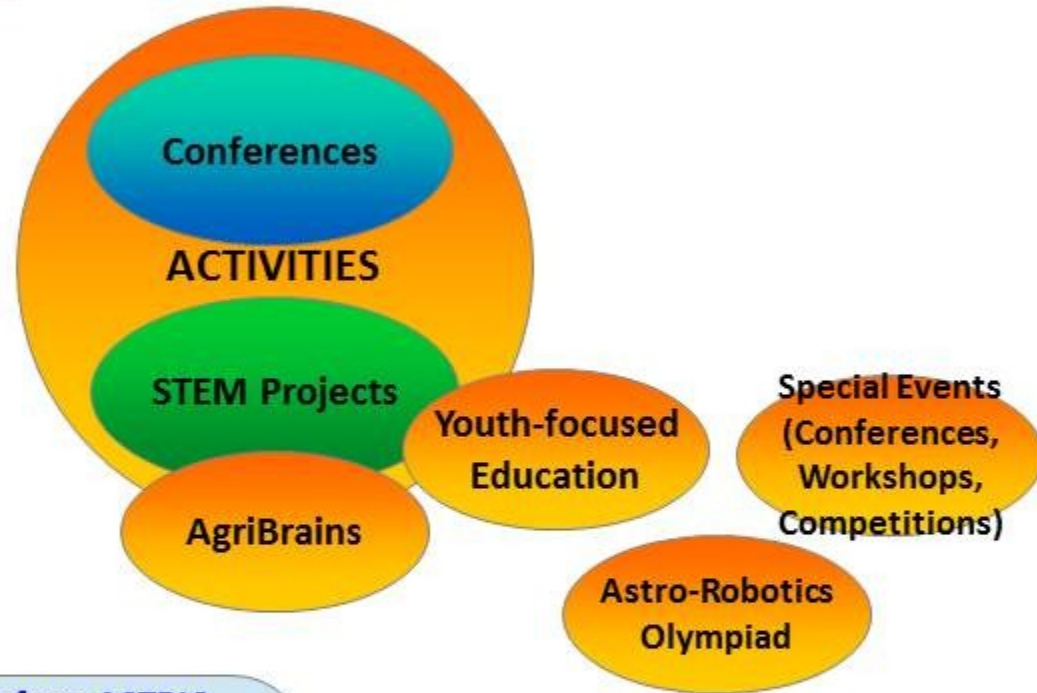 Conferences
ACTIVITIES
STEM Projects
Youth-focused
Education
Special Events
(Conferences,
Workshops,
Competitions)
AgriBrains
Astro-Robotics
Olympiad